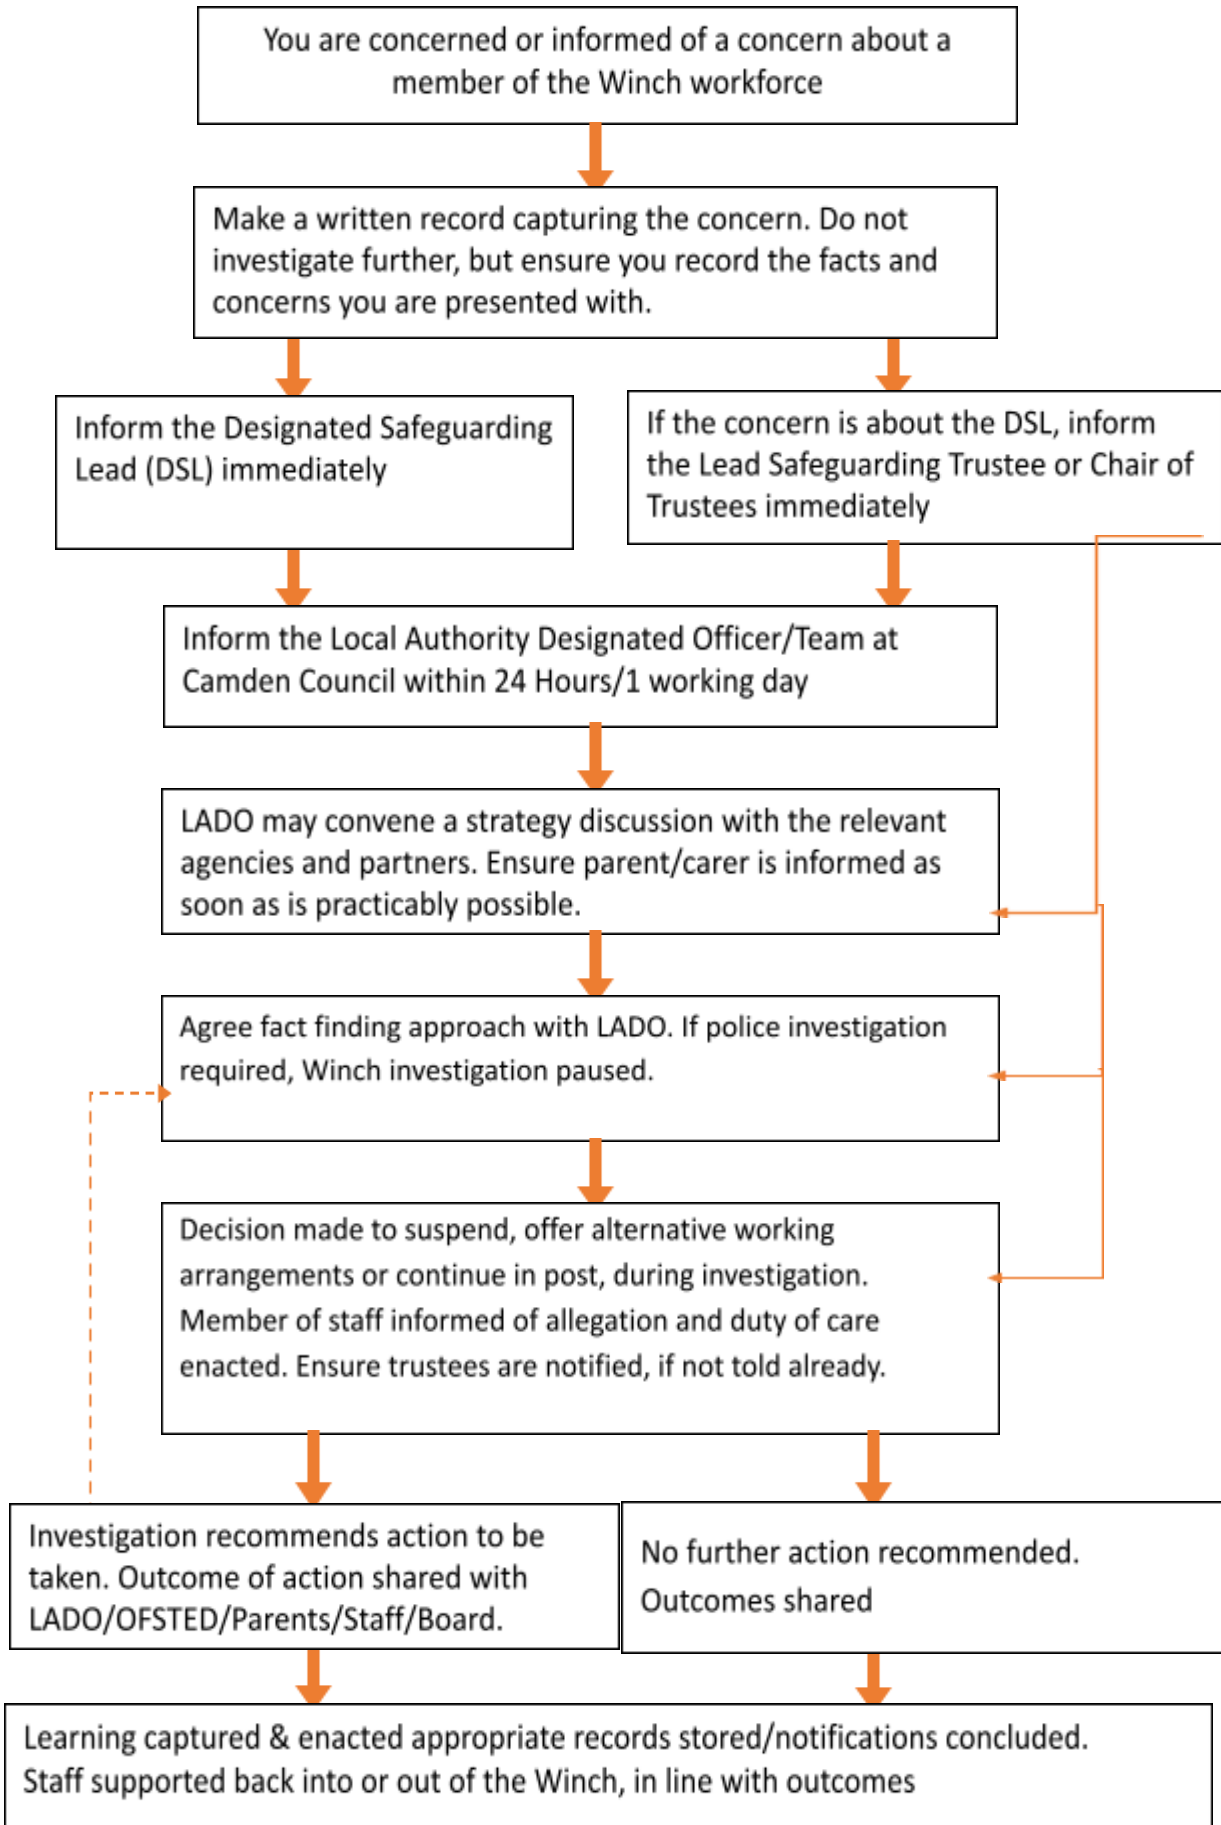 You are concerned or informed of a concern about a
member of the Winch workforce
Make a written record capturing the concern. Do not
investigate further, but ensure you record the facts and
concerns you are presented with.
Inform the Designated Safeguarding
Lead (DSL) immediately
If the concern is about the DSL, inform
the Lead Safeguarding Trustee or Chair of
Trustees immediately
Inform the Local Authority Designated Officer/Team at
Camden Council within 24 Hours/1 working day
LADO may convene a strategy discussion with the relevant
agencies and partners. Ensure parent/carer is informed as
soon as is practicably possible.
Agree fact finding approach with LADO. If police investigation
required, Winch investigation paused.
Decision made to suspend, offer alternative working
arrangements or continue in post, during investigation.
Member of staff informed of allegation and duty of care
enacted. Ensure trustees are notified, if not told already.
Investigation recommends action to be
taken. Outcome of action shared with
LADO/OFSTED/Parents/Staff/Board.
No further action recommended.
Outcomes shared
Learning captured & enacted appropriate records stored/notifications concluded.
Staff supported back into or out of the Winch, in line with outcomes